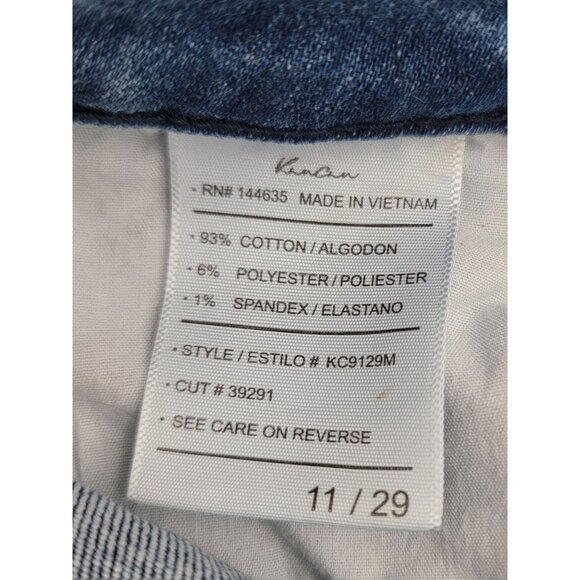 KanCan
• RN# 144635 MADE IN VIETNAM
• 93% COTTON / ALGODON
• 6% POLYESTER / POLIESTER
• 1% SPANDEX / ELASTANO
• STYLE / ESTILO # KC9129M
• CUT # 39291
• SEE CARE ON REVERSE
11 / 29